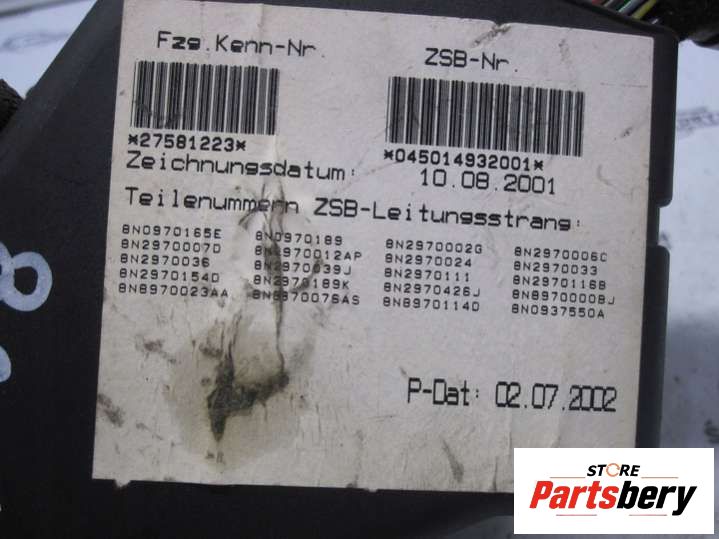 Fzg.Kenn-Nr. ZSB-Nr.
*27581223* *045014932001*
Zeichnungsdatum: 10.08.2001
Teilenummern ZSB-Leitungsstrang:
8N0970165E 8N0970189 8N2970002G 8N2970006C
8N2970007D 8N2970012AP 8N2970024 8N2970033
8N2970036 8N2970039J 8N2970111 8N2970116B
8N2970154D 8N2970189K 8N2970426J 8N8970000BJ
8N8970023AA 8N8970076AS 8N8970114D 8N0937550A
P-Dat: 02.07.2002
STORE
Partsbery